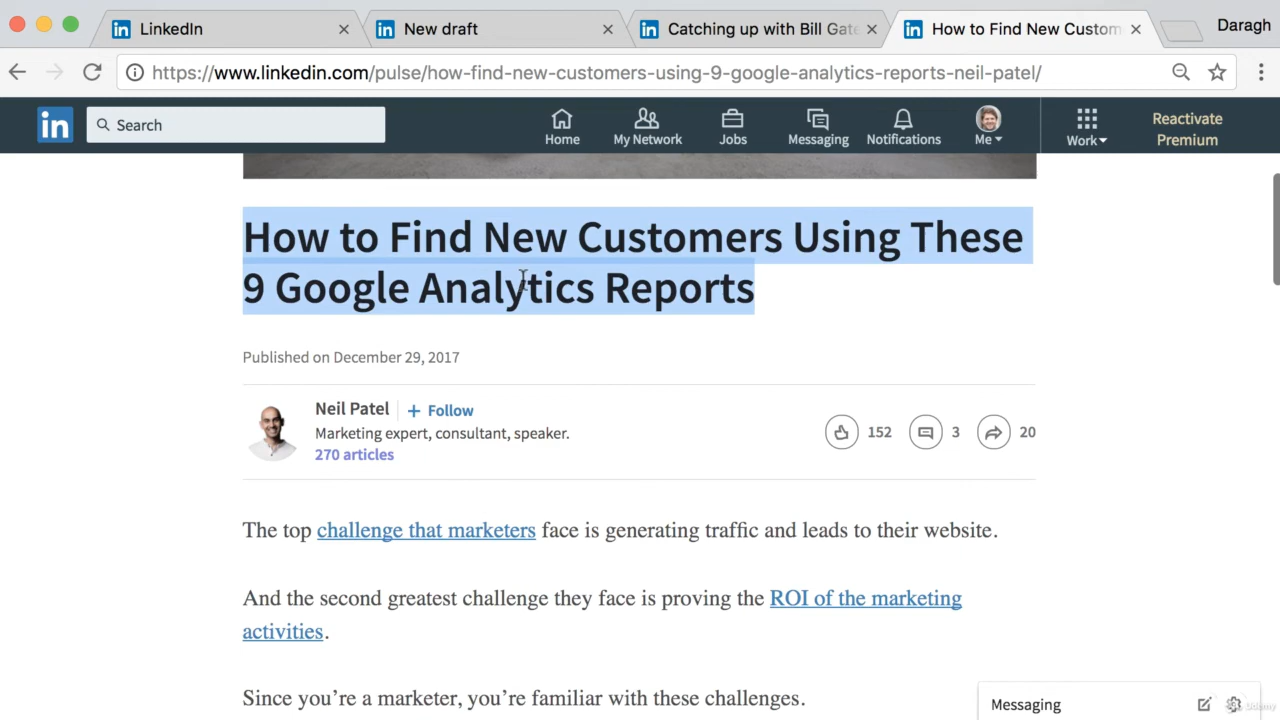 LinkedIn
New draft
Catching up with Bill Gate
How to Find New Custom
Daragh
https://www.linkedin.com/pulse/how-find-new-customers-using-9-google-analytics-reports-neil-patel/
in
Search
Home
My Network
Jobs
Messaging
Notifications
Me
Work
Reactivate
Premium
How to Find New Customers Using These
9 Google Analytics Reports
Published on December 29, 2017
Neil Patel
+ Follow
Marketing expert, consultant, speaker.
270 articles
152
3
20
The top challenge that marketers face is generating traffic and leads to their website.
And the second greatest challenge they face is proving the ROI of the marketing
activities.
Since you’re a marketer, you’re familiar with these challenges.
Messaging
Udemy